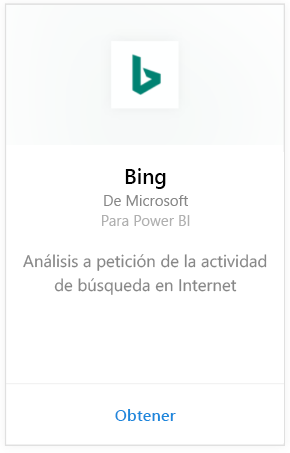 Bing
De Microsoft
Para Power BI
Análisis a petición de la actividad
de búsqueda en Internet
Obtener